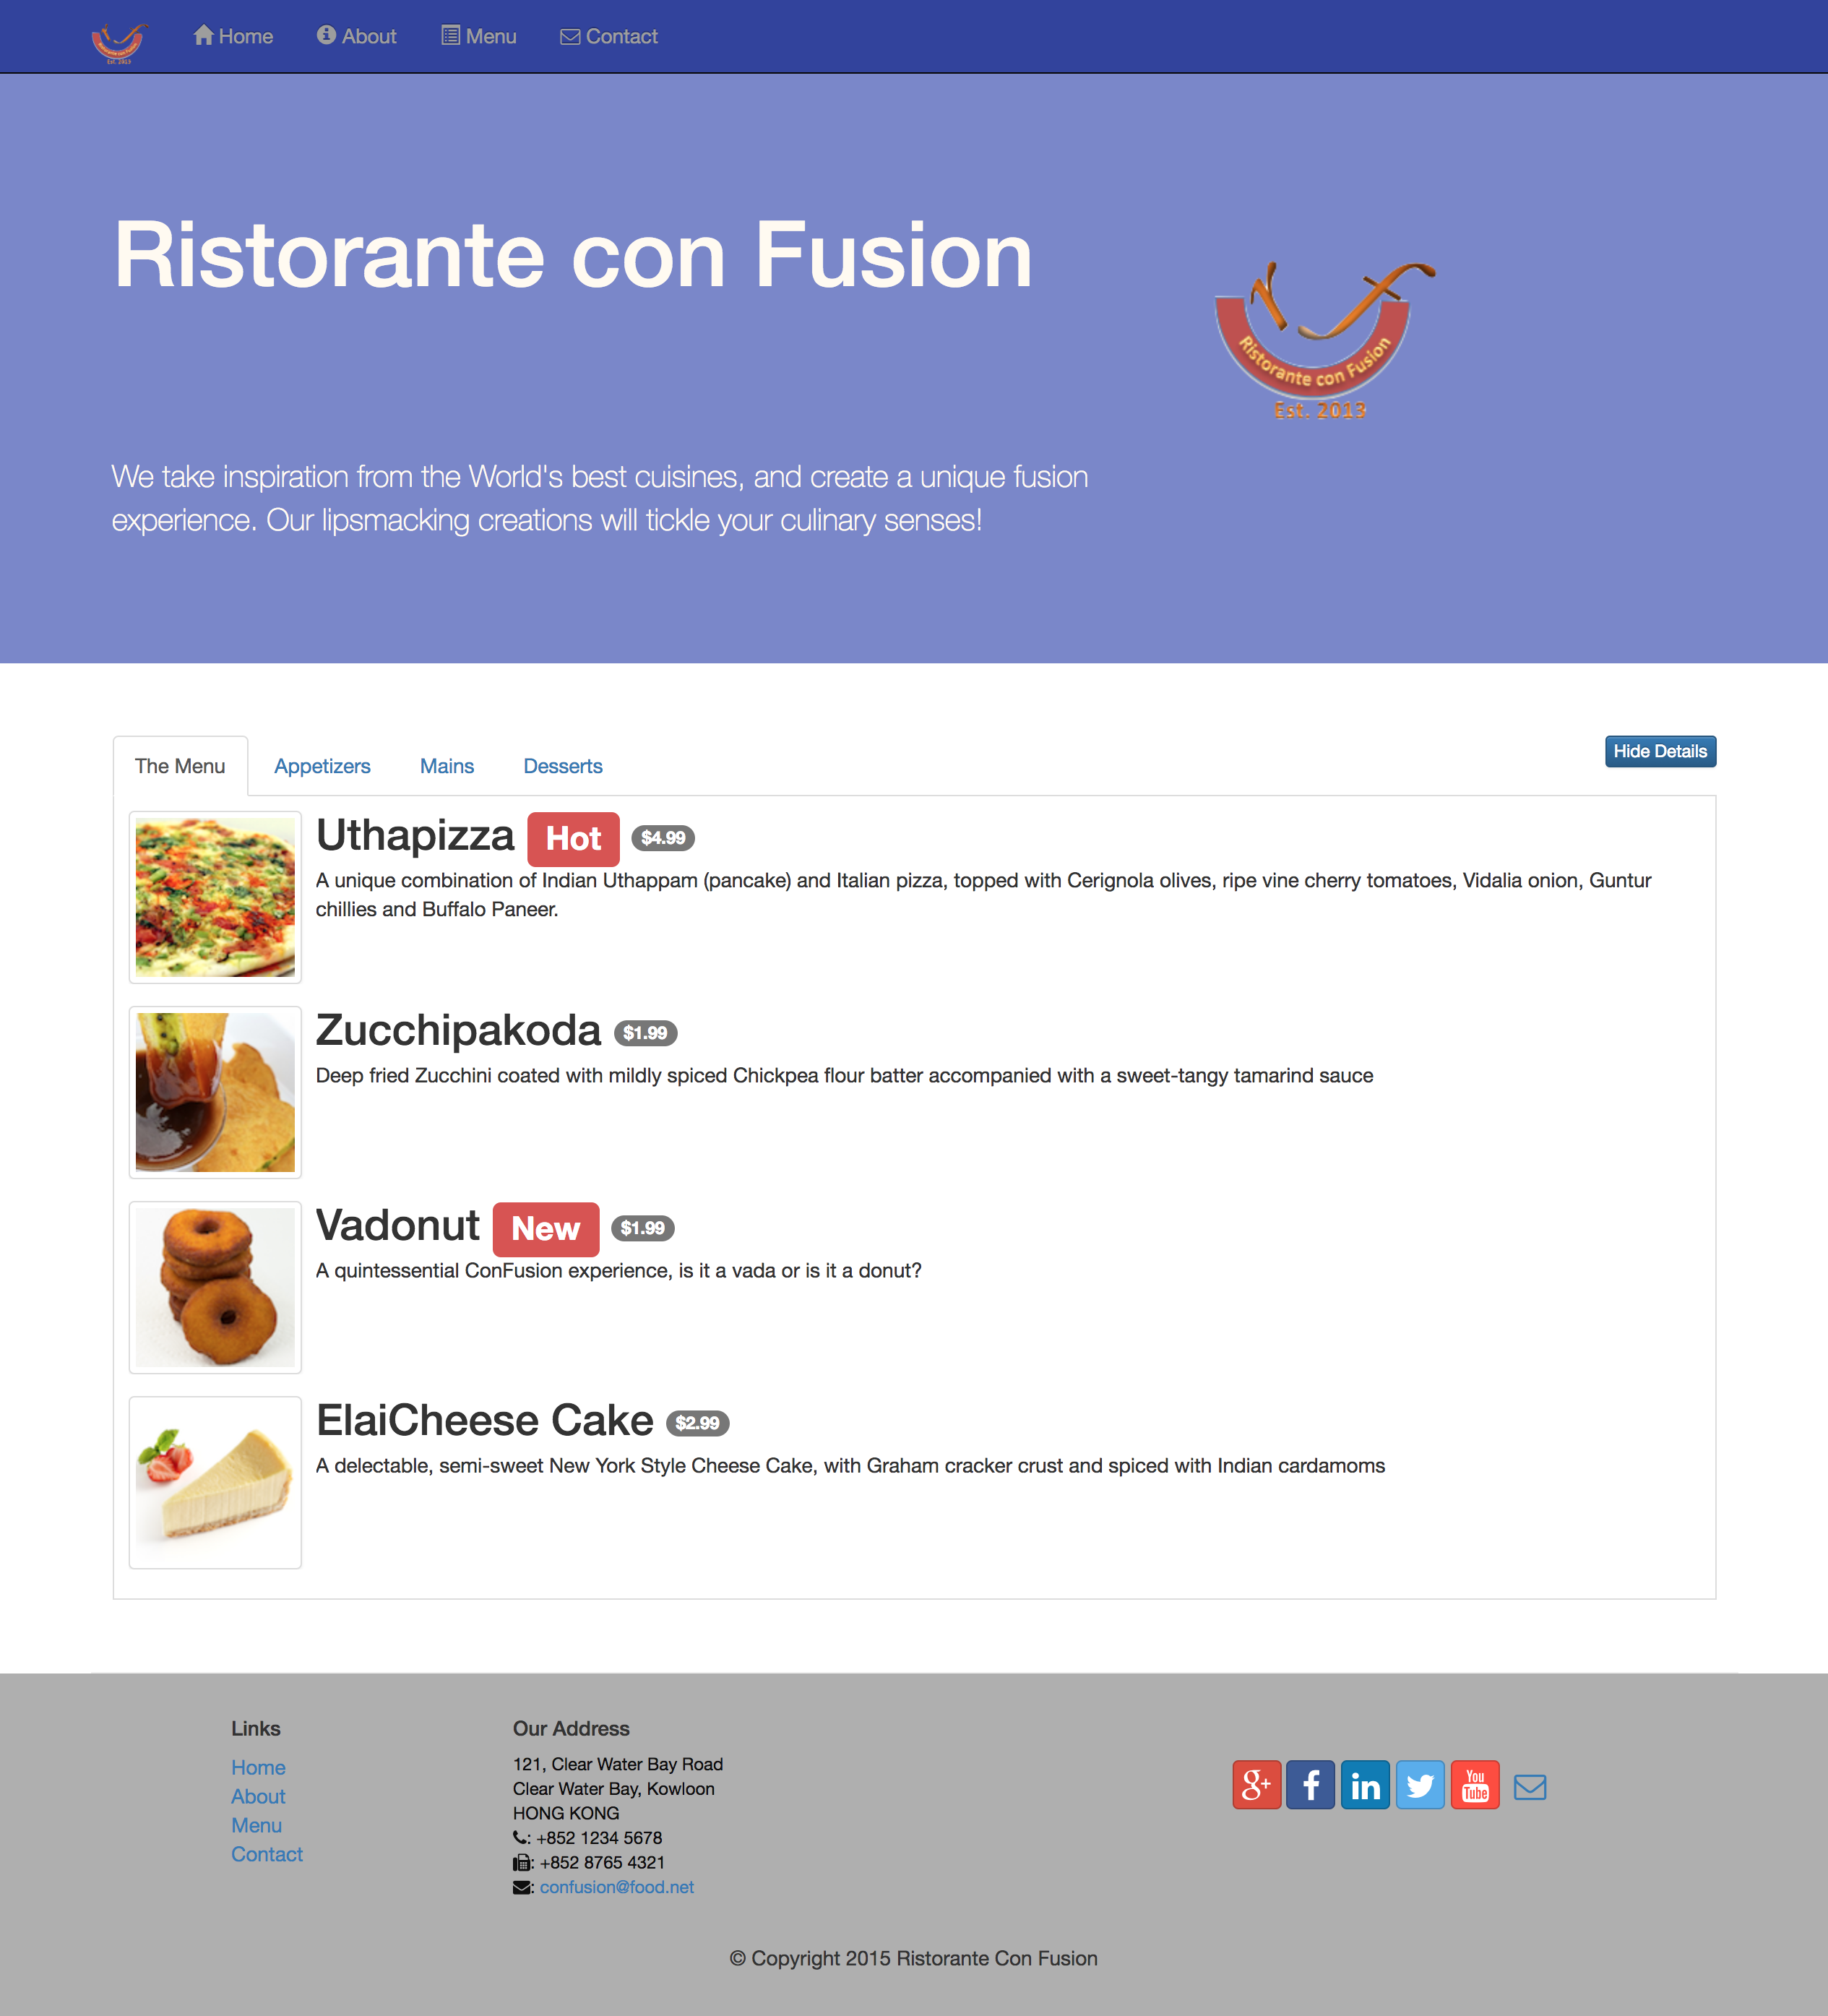 Ristorante con Fusion
Est. 2013
Home
About
Menu
Contact
Ristorante con Fusion
Ristorante con Fusion
Est. 2013
We take inspiration from the World's best cuisines, and create a unique fusion
experience. Our lipsmacking creations will tickle your culinary senses!
The Menu
Appetizers
Mains
Desserts
Hide Details
Uthapizza Hot $4.99
A unique combination of Indian Uthappam (pancake) and Italian pizza, topped with Cerignola olives, ripe vine cherry tomatoes, Vidalia onion, Guntur
chillies and Buffalo Paneer.
Zucchipakoda $1.99
Deep fried Zucchini coated with mildly spiced Chickpea flour batter accompanied with a sweet-tangy tamarind sauce
Vadonut New $1.99
A quintessential ConFusion experience, is it a vada or is it a donut?
ElaiCheese Cake $2.99
A delectable, semi-sweet New York Style Cheese Cake, with Graham cracker crust and spiced with Indian cardamoms
Links
Home
About
Menu
Contact
Our Address
121, Clear Water Bay Road
Clear Water Bay, Kowloon
HONG KONG
: +852 1234 5678
: +852 8765 4321
: confusion@food.net
g+
f
in
You
Tube
© Copyright 2015 Ristorante Con Fusion